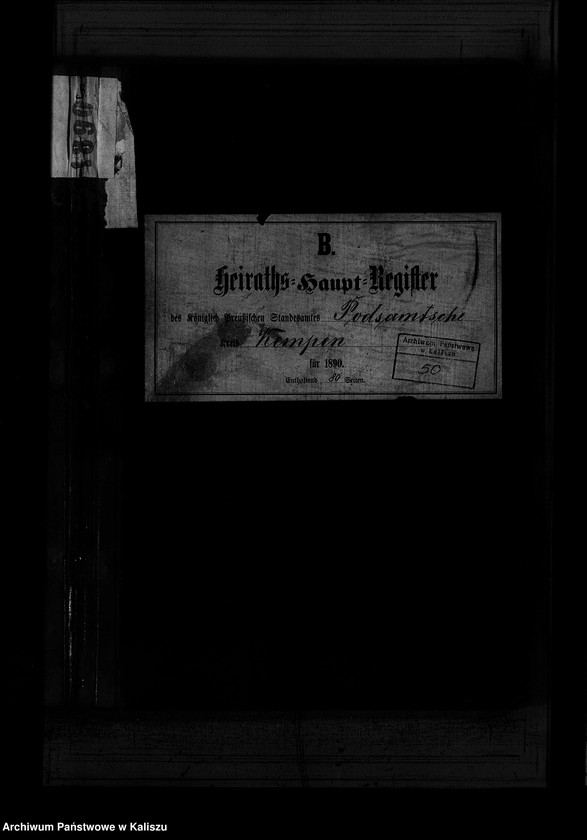 1890
B.
Heiraths-Haupt-Register
des Königlich Preußischen Standesamtes Podsamtsche
Kreis Kempen
für 1890.
Enthaltend 80 Seiten.
Archiwum Państwowe
w Kaliszu
50
Archiwum Państwowe w Kaliszu